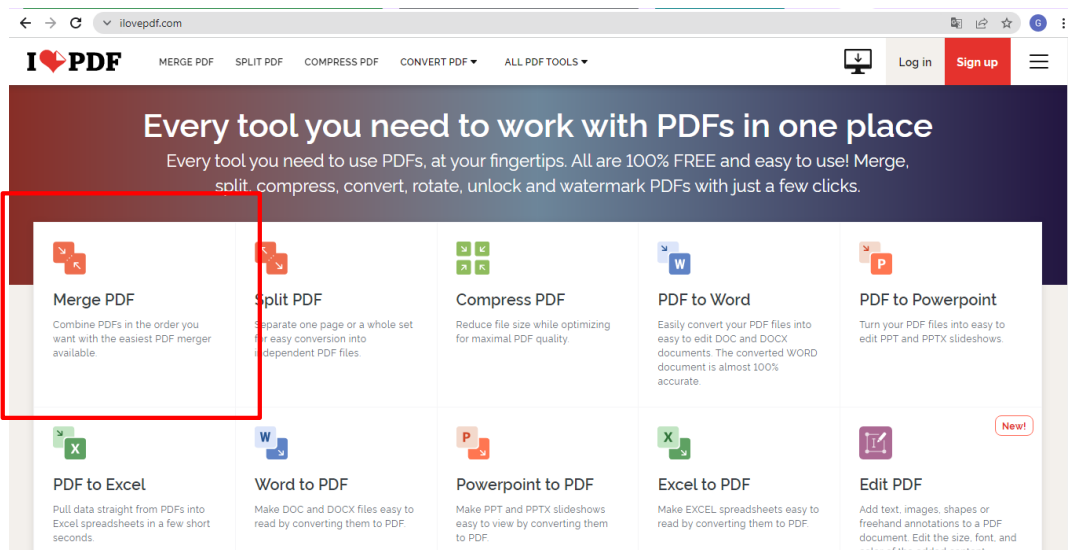 ilovepdf.com
G
I PDF
MERGE PDF SPLIT PDF COMPRESS PDF CONVERT PDF ALL PDF TOOLS Log in Sign up
Every tool you need to work with PDFs in one place
Every tool you need to use PDFs, at your fingertips. All are 100% FREE and easy to use! Merge,
split, compress, convert, rotate, unlock and watermark PDFs with just a few clicks.
Merge PDF
Combine PDFs in the order you
want with the easiest PDF merger
available.
Split PDF
Separate one page or a whole set
for easy conversion into
independent PDF files.
Compress PDF
Reduce file size while optimizing
for maximal PDF quality.
W
PDF to Word
Easily convert your PDF files into
easy to edit DOC and DOCX
documents. The converted WORD
document is almost 100%
accurate.
P
PDF to Powerpoint
Turn your PDF files into easy to
edit PPT and PPTX slideshows.
X
PDF to Excel
Pull data straight from PDFs into
Excel spreadsheets in a few short
seconds.
W
Word to PDF
Make DOC and DOCX files easy to
read by converting them to PDF.
P
Powerpoint to PDF
Make PPT and PPTX slideshows
easy to view by converting them
to PDF.
X
Excel to PDF
Make EXCEL spreadsheets easy to
read by converting them to PDF.
New!
Edit PDF
Add text, images, shapes or
freehand annotations to a PDF
document. Edit the size, font, and